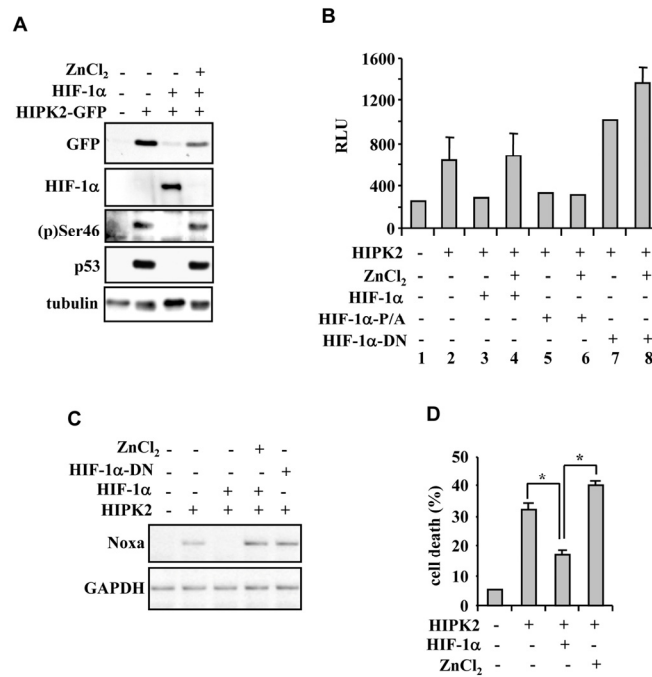 A
ZnCl₂ - - - +
HIF-1α - - + +
HIPK2-GFP - + + +
GFP
HIF-1α
(p)Ser46
p53
tubulin
B
RLU
1600
1200
800
400
0
HIPK2 - + + + + + + +
ZnCl₂ - - - + - + - +
HIF-1α - - + + - - - -
HIF-1α-P/A - - - - + + - -
HIF-1α-DN - - - - - - + +
1 2 3 4 5 6 7 8
C
ZnCl₂ - - - + -
HIF-1α-DN - - - - +
HIF-1α - - + + -
HIPK2 - + + + +
Noxa
GAPDH
D
cell death (%)
50
40
30
20
10
0
* *
HIPK2 - + + +
HIF-1α - - + -
ZnCl₂ - - - +